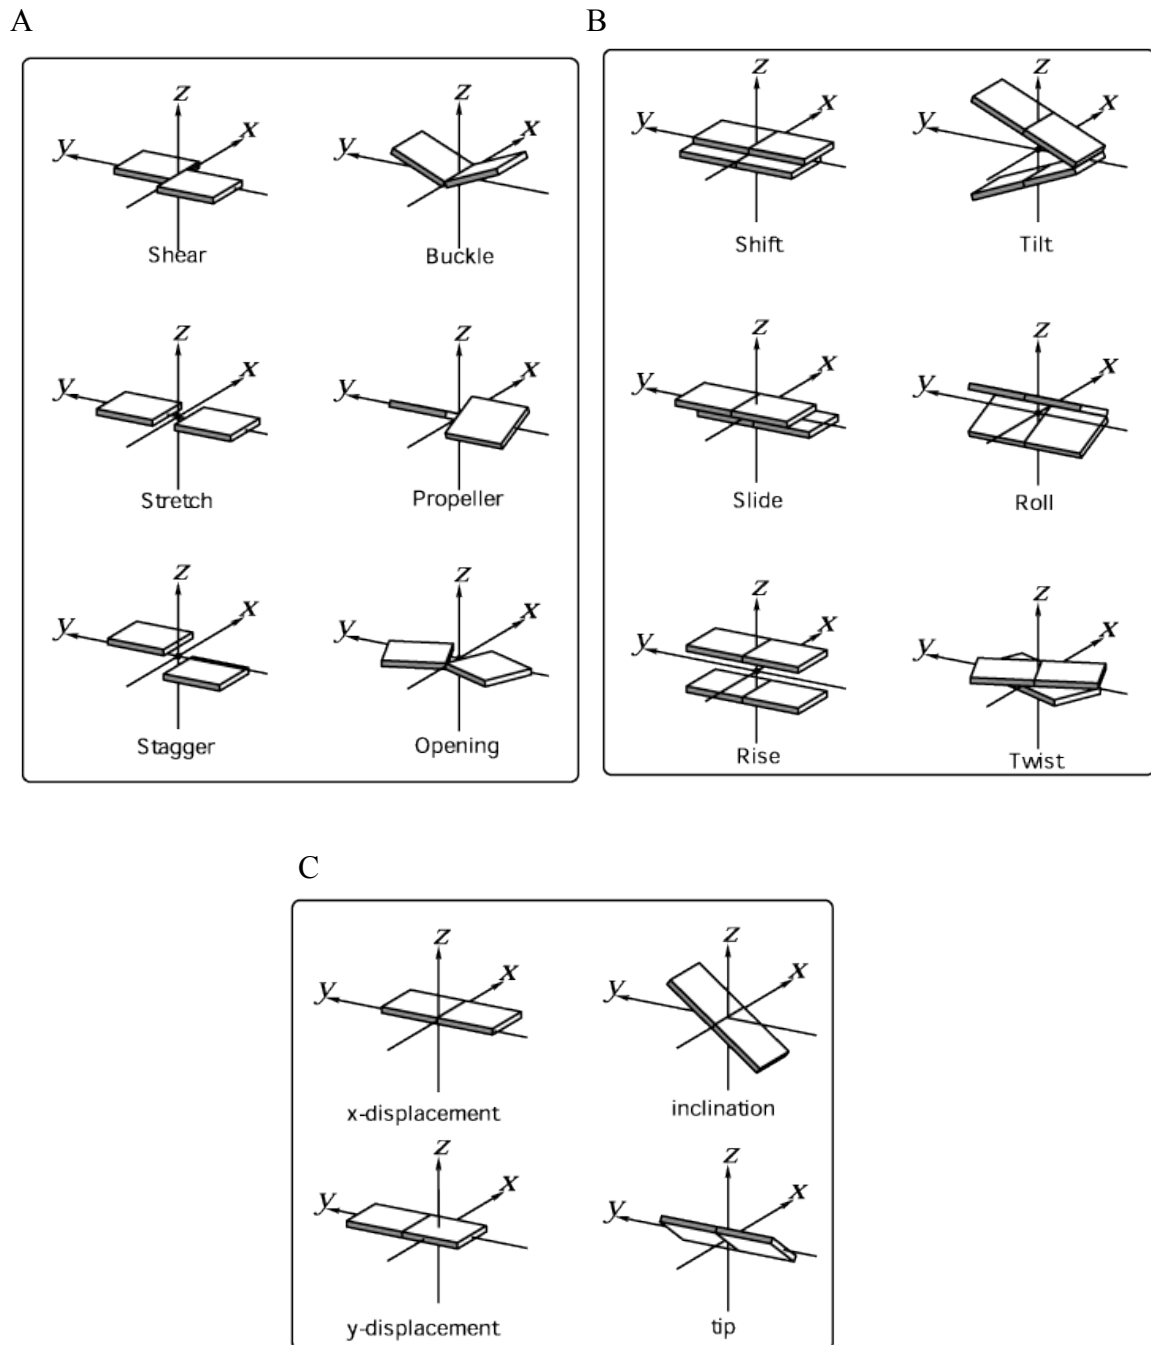 A
B
z
x
y
Shear
z
x
y
Buckle
z
x
y
Shift
z
x
y
Tilt
z
x
y
Stretch
z
x
y
Propeller
z
x
y
Slide
z
x
y
Roll
z
x
y
Stagger
z
x
y
Opening
z
x
y
Rise
z
x
y
Twist
C
z
x
y
x-displacement
z
x
y
inclination
z
x
y
y-displacement
z
x
y
tip